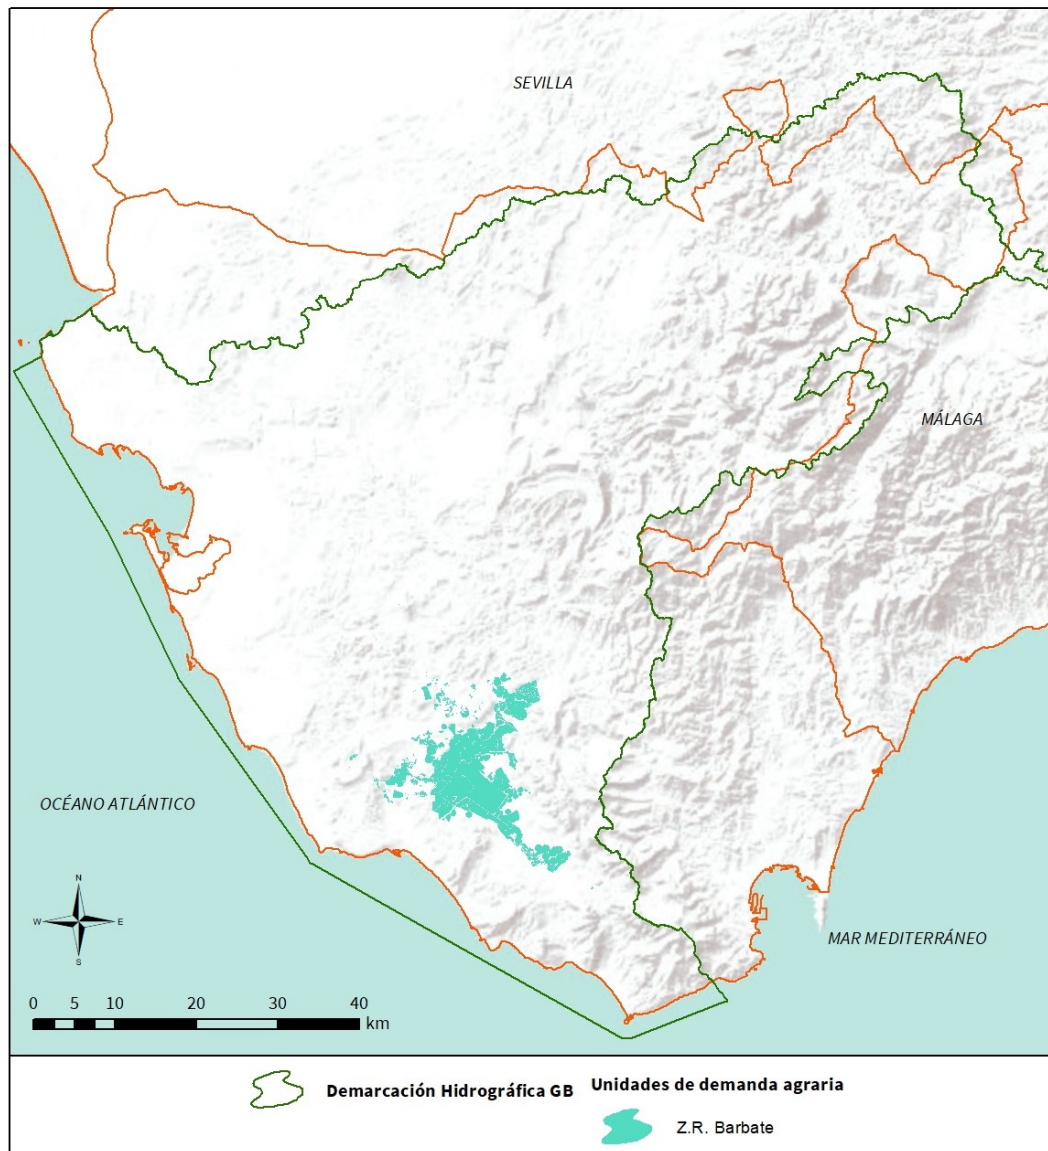 SEVILLA
MÁLAGA
OCÉANO ATLÁNTICO
N
W E
S
MAR MEDITERRÁNEO
0 5 10 20 30 40
km
Demarcación Hidrográfica GB
Unidades de demanda agraria
Z.R. Barbate